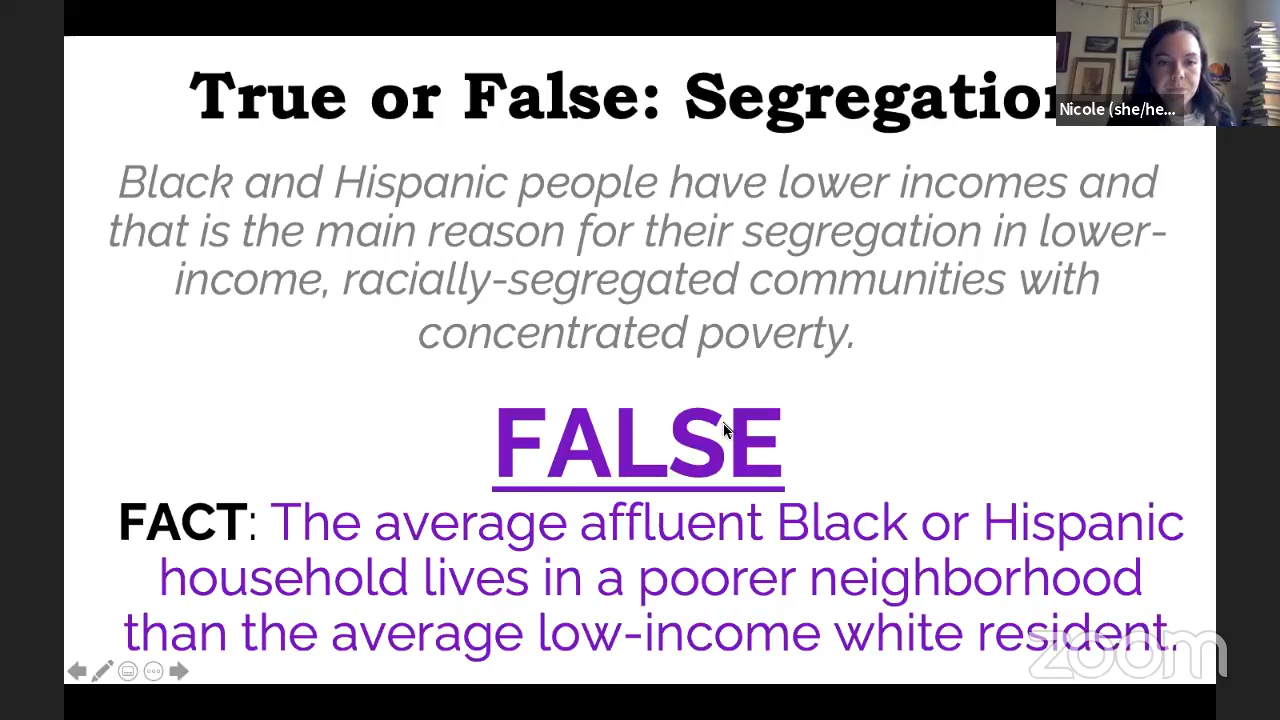 True or False: Segregation
Nicole (she/he...
Black and Hispanic people have lower incomes and
that is the main reason for their segregation in lower-
income, racially-segregated communities with
concentrated poverty.
FALSE
FACT: The average affluent Black or Hispanic
household lives in a poorer neighborhood
than the average low-income white resident.
zoom